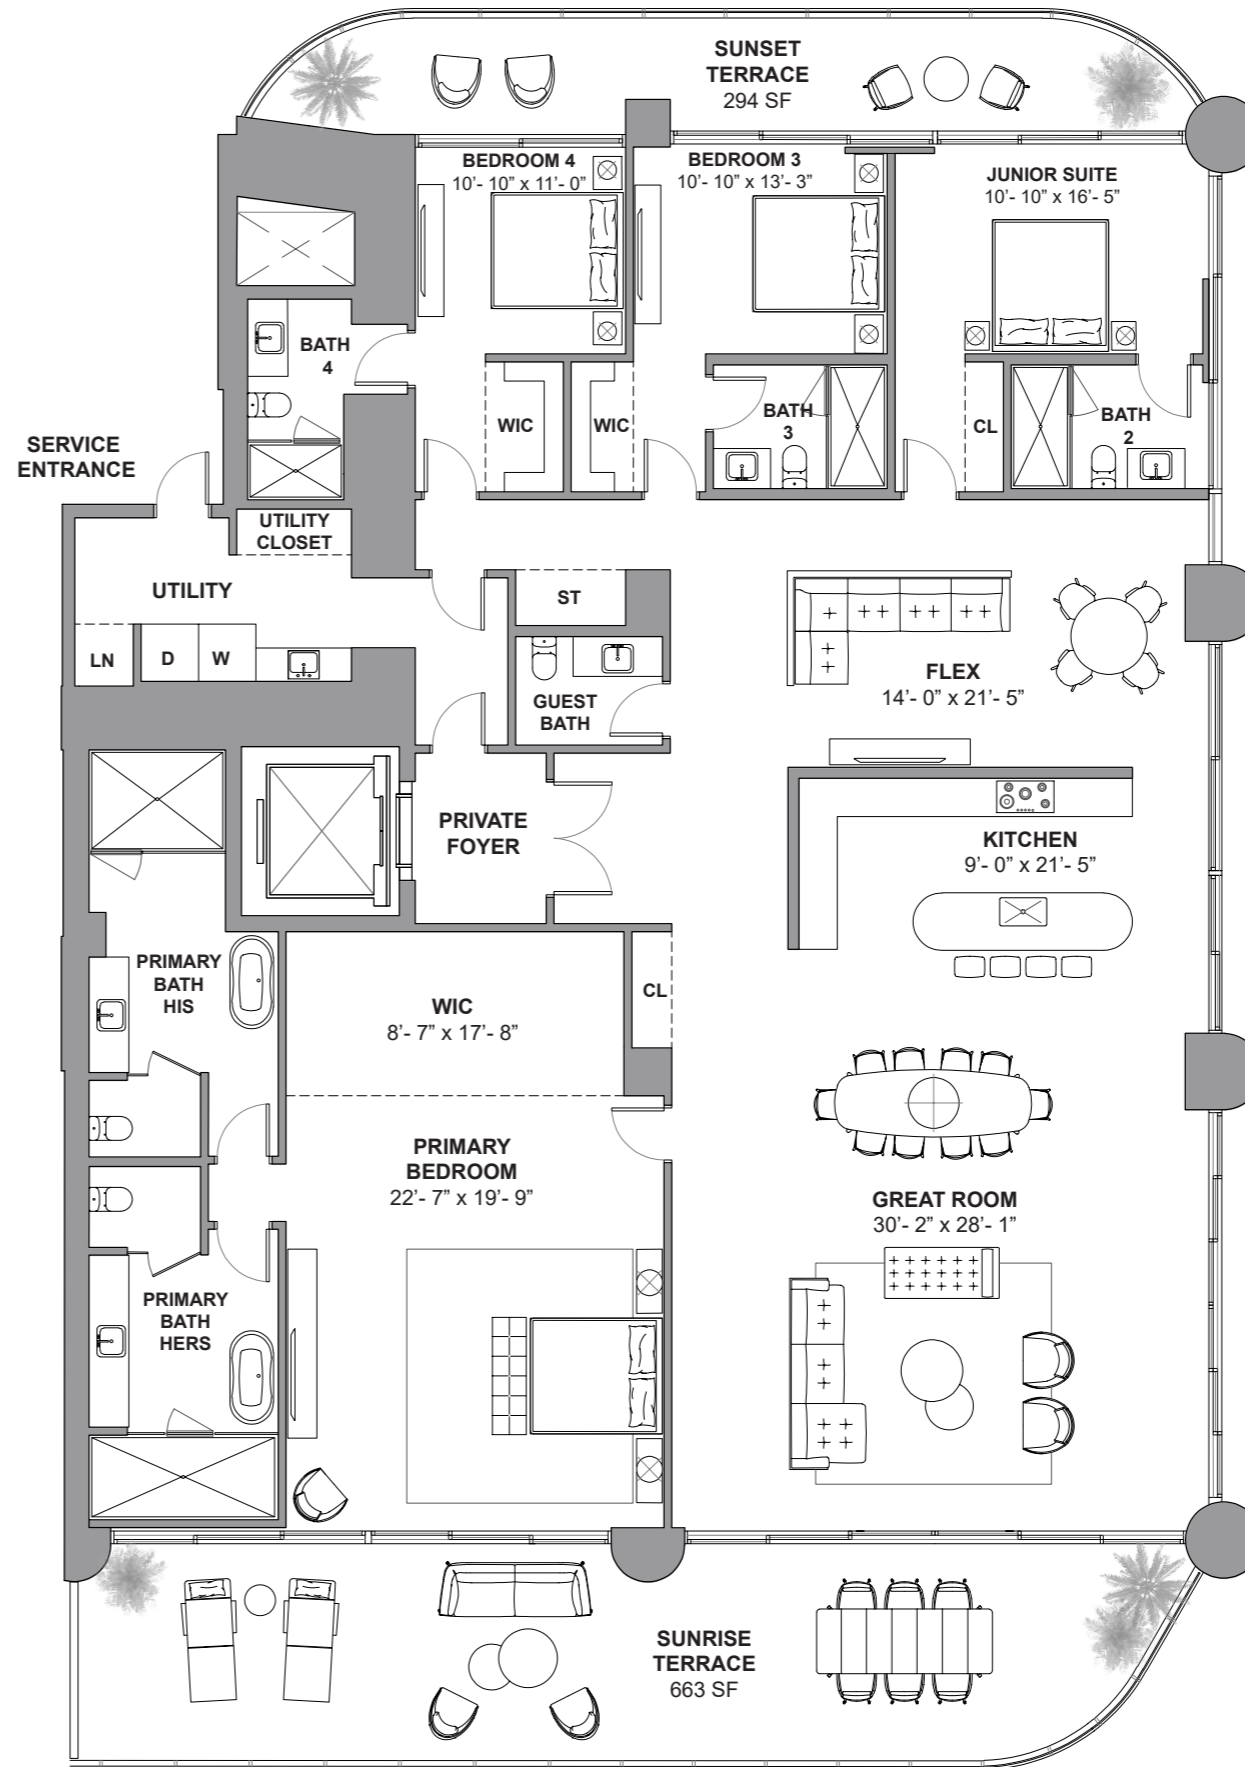 SUNSET
TERRACE
294 SF
BEDROOM 4
10’- 10” x 11’- 0”
BEDROOM 3
10’- 10” x 13’- 3”
JUNIOR SUITE
10’- 10” x 16’- 5”
BATH
4
WIC
WIC
BATH
3
CL
BATH
2
SERVICE
ENTRANCE
UTILITY
CLOSET
UTILITY
ST
LN
D
W
GUEST
BATH
FLEX
14’- 0” x 21’- 5”
PRIVATE
FOYER
KITCHEN
9’- 0” x 21’- 5”
PRIMARY
BATH
HIS
WIC
8’- 7” x 17’- 8”
CL
PRIMARY
BEDROOM
22’- 7” x 19’- 9”
GREAT ROOM
30’- 2” x 28’- 1”
PRIMARY
BATH
HERS
SUNRISE
TERRACE
663 SF